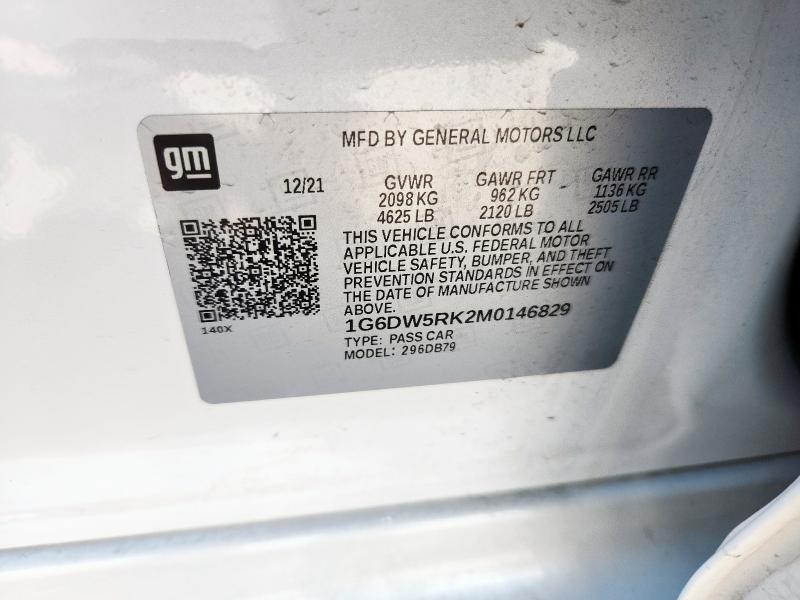 gm
MFD BY GENERAL MOTORS LLC
12/21 GVWR GAWR FRT GAWR RR
2098 KG 962 KG 1136 KG
4625 LB 2120 LB 2505 LB
THIS VEHICLE CONFORMS TO ALL
APPLICABLE U.S. FEDERAL MOTOR
VEHICLE SAFETY, BUMPER, AND THEFT
PREVENTION STANDARDS IN EFFECT ON
THE DATE OF MANUFACTURE SHOWN
ABOVE.
140X
1G6DW5RK2M0146829
TYPE: PASS CAR
MODEL: 296DB79